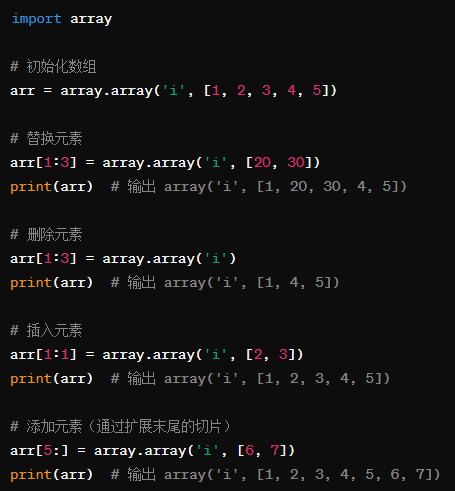 import array
# 初始化数组
arr = array.array('i', [1, 2, 3, 4, 5])
# 替换元素
arr[1:3] = array.array('i', [20, 30])
print(arr)  # 输出 array('i', [1, 20, 30, 4, 5])
# 删除元素
arr[1:3] = array.array('i')
print(arr)  # 输出 array('i', [1, 4, 5])
# 插入元素
arr[1:1] = array.array('i', [2, 3])
print(arr)  # 输出 array('i', [1, 2, 3, 4, 5])
# 添加元素（通过扩展末尾的切片）
arr[5:] = array.array('i', [6, 7])
print(arr)  # 输出 array('i', [1, 2, 3, 4, 5, 6, 7])